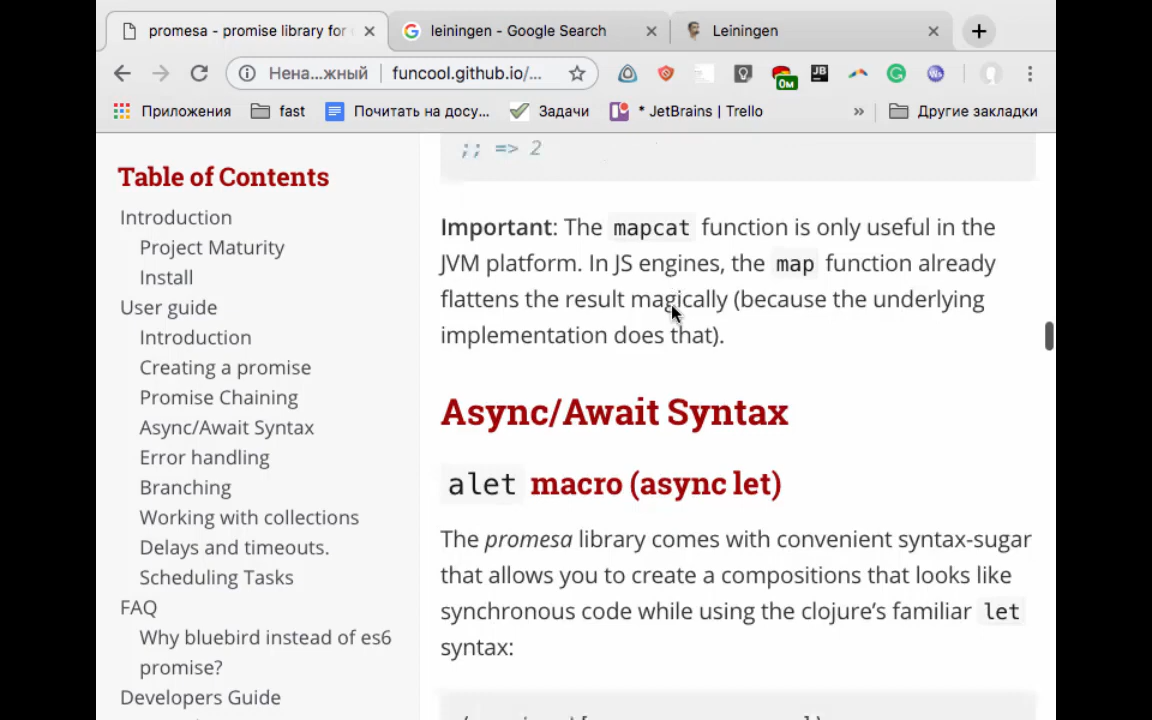 promesa - promise library for
leiningen - Google Search
Leiningen
Нена...жный
funcool.github.io/...
0м
JB
Приложения
fast
Почитать на досу...
Задачи
* JetBrains | Trello
»
Другие закладки
Table of Contents
Introduction
Project Maturity
Install
User guide
Introduction
Creating a promise
Promise Chaining
Async/Await Syntax
Error handling
Branching
Working with collections
Delays and timeouts.
Scheduling Tasks
FAQ
Why bluebird instead of es6
promise?
Developers Guide
;; => 2
Important: The mapcat function is only useful in the
JVM platform. In JS engines, the map function already
flattens the result magically (because the underlying
implementation does that).
Async/Await Syntax
alet macro (async let)
The promesa library comes with convenient syntax-sugar
that allows you to create a compositions that looks like
synchronous code while using the clojure's familiar let
syntax: